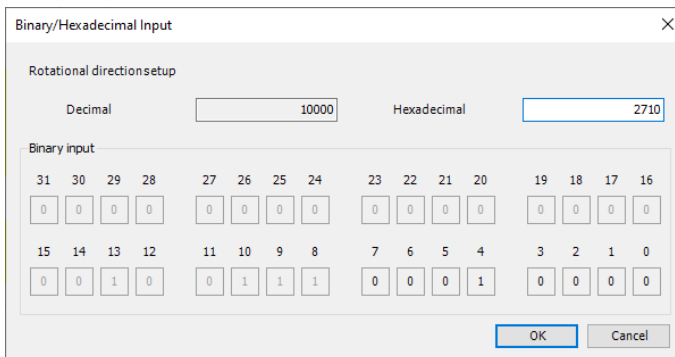 Binary/Hexadecimal Input
Rotational direction setup
Decimal 10000 Hexadecimal 2710
Binary input
31 30 29 28 27 26 25 24 23 22 21 20 19 18 17 16
0 0 0 0 0 0 0 0 0 0 0 0 0 0 0 0
15 14 13 12 11 10 9 8 7 6 5 4 3 2 1 0
0 0 1 0 0 1 1 1 0 0 0 1 0 0 0 0
OK Cancel